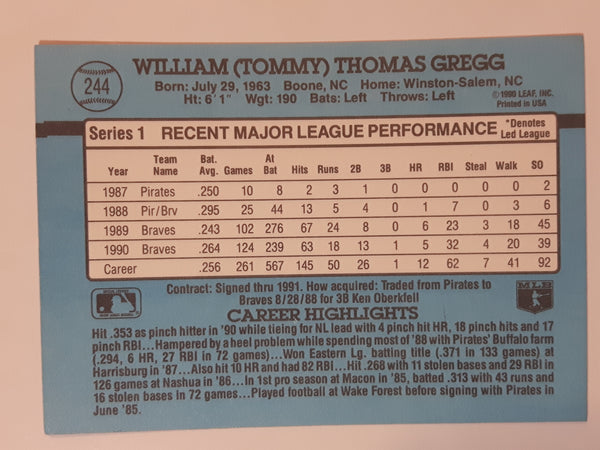 244
WILLIAM (TOMMY) THOMAS GREGG
Born: July 29, 1963 Boone, NC Home: Winston-Salem, NC
Ht: 6' 1" Wgt: 190 Bats: Left Throws: Left
©1990 LEAF, INC.
Printed in USA
Series 1 RECENT MAJOR LEAGUE PERFORMANCE *Denotes Led League
Year Team Name Bat. Avg. Games At Bat Hits Runs 2B 3B HR RBI Steal Walk SO
1987 Pirates .250 10 8 2 3 1 0 0 0 0 0 2
1988 Pir/Brv .295 25 44 13 5 4 0 1 7 0 3 6
1989 Braves .243 102 276 67 24 8 0 6 23 3 18 45
1990 Braves .264 124 239 63 18 13 1 5 32 4 20 39
Career .256 261 567 145 50 26 1 12 62 7 41 92
Contract: Signed thru 1991. How acquired: Traded from Pirates to
Braves 8/28/88 for 3B Ken Oberkfell
CAREER HIGHLIGHTS
MLB
Hit .353 as pinch hitter in '90 while tieing for NL lead with 4 pinch hit HR, 18 pinch hits and 17
pinch RBI...Hampered by a heel problem while spending most of '88 with Pirates' Buffalo farm
(.294, 6 HR, 27 RBI in 72 games)...Won Eastern Lg. batting title (.371 in 133 games) at
Harrisburg in '87...Also hit 10 HR and had 82 RBI...Hit .268 with 11 stolen bases and 29 RBI in
126 games at Nashua in '86...In 1st pro season at Macon in '85, batted .313 with 43 runs and
16 stolen bases in 72 games...Played football at Wake Forest before signing with Pirates in
June '85.